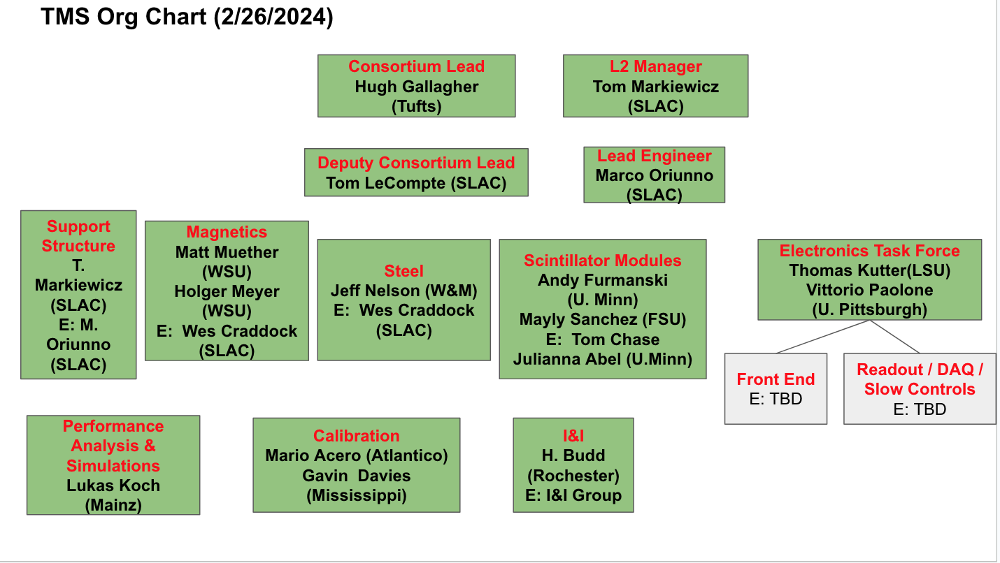 TMS Org Chart (2/26/2024)
Consortium Lead
Hugh Gallagher
(Tufts)
L2 Manager
Tom Markiewicz
(SLAC)
Deputy Consortium Lead
Tom LeCompte (SLAC)
Lead Engineer
Marco Oriunno
(SLAC)
Support
Structure
T.
Markiewicz
(SLAC)
E: M.
Oriunno
(SLAC)
Magnetics
Matt Muether
(WSU)
Holger Meyer
(WSU)
E:  Wes Craddock
(SLAC)
Steel
Jeff Nelson (W&M)
E:  Wes Craddock
(SLAC)
Scintillator Modules
Andy Furmanski
(U. Minn)
Mayly Sanchez (FSU)
E:  Tom Chase
Julianna Abel (U.Minn)
Electronics Task Force
Thomas Kutter(LSU)
Vittorio Paolone
(U. Pittsburgh)
Front End
E: TBD
Readout / DAQ /
Slow Controls
E: TBD
Performance
Analysis &
Simulations
Lukas Koch
(Mainz)
Calibration
Mario Acero (Atlantico)
Gavin  Davies
(Mississippi)
I&I
H. Budd
(Rochester)
E: I&I Group